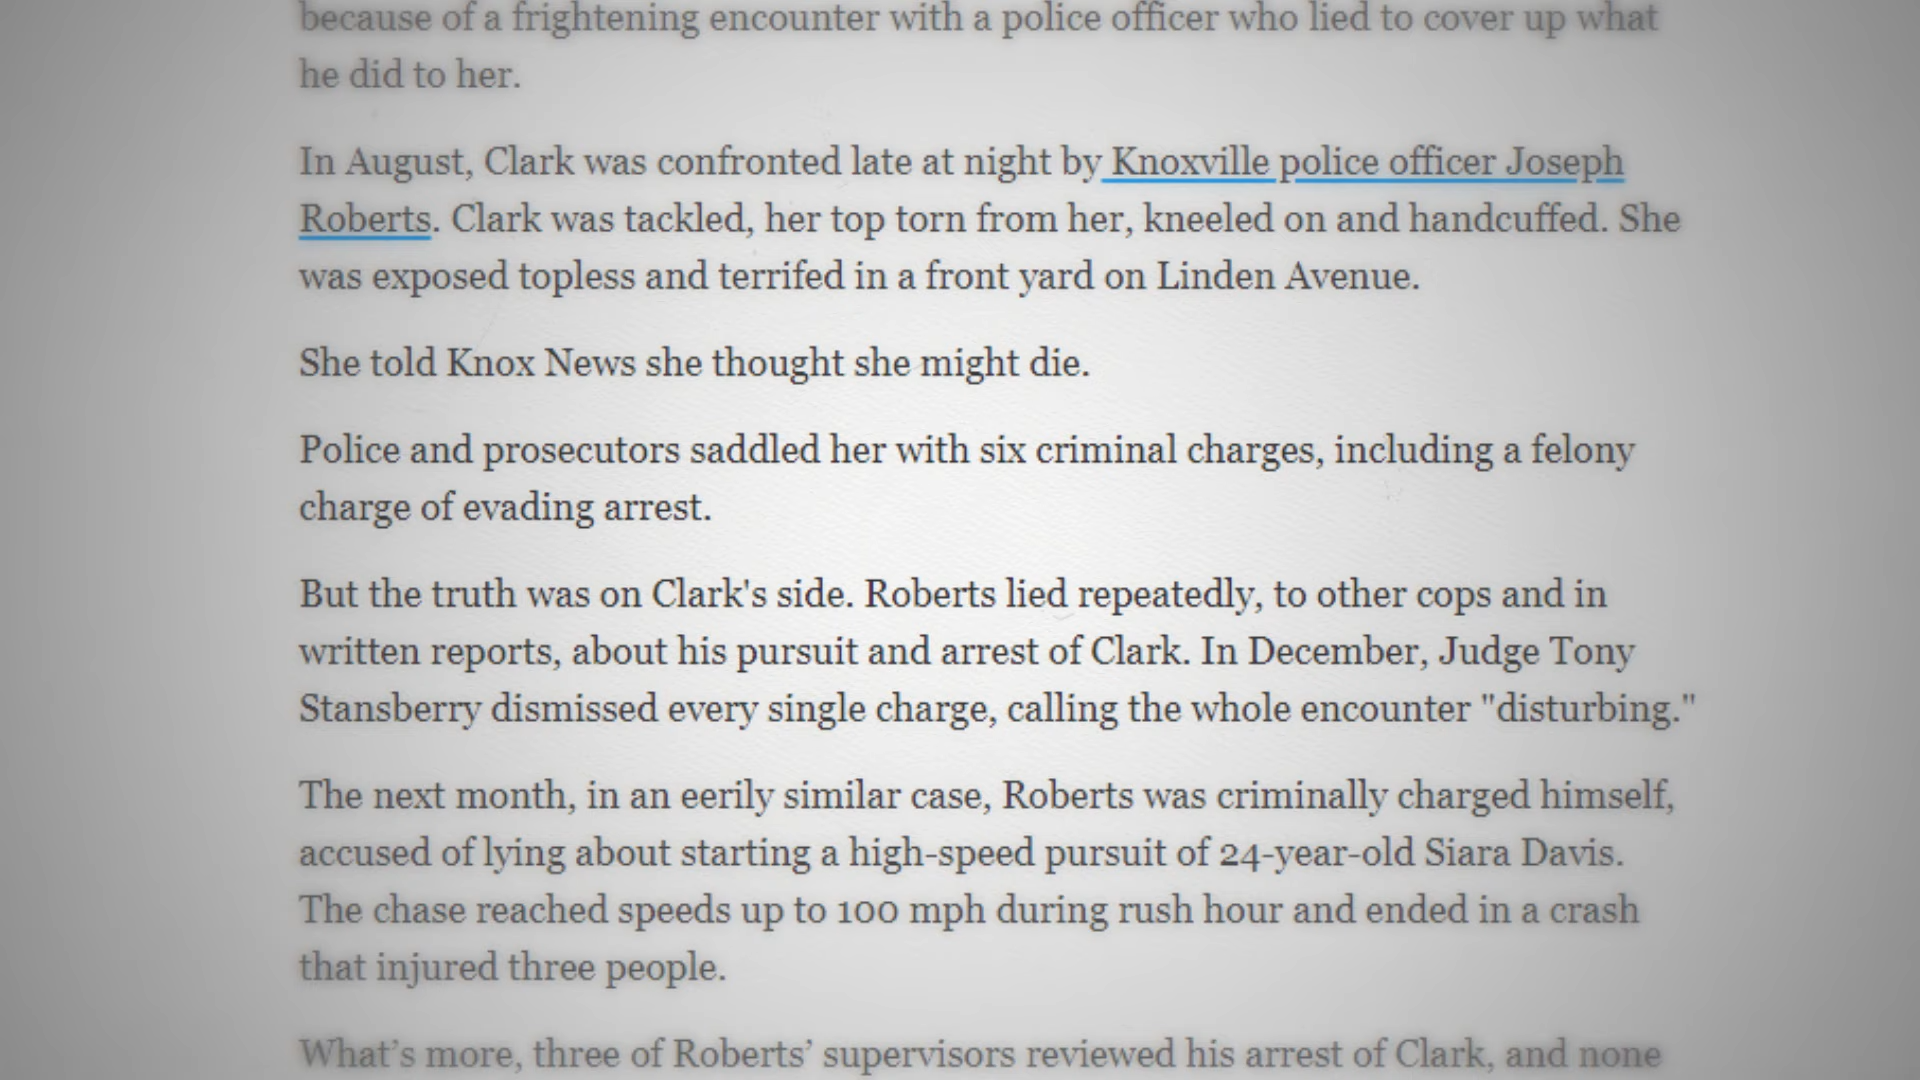 because of a frightening encounter with a police officer who lied to cover up what
he did to her.
In August, Clark was confronted late at night by Knoxville police officer Joseph
Roberts. Clark was tackled, her top torn from her, kneeled on and handcuffed. She
was exposed topless and terrifed in a front yard on Linden Avenue.
She told Knox News she thought she might die.
Police and prosecutors saddled her with six criminal charges, including a felony
charge of evading arrest.
But the truth was on Clark's side. Roberts lied repeatedly, to other cops and in
written reports, about his pursuit and arrest of Clark. In December, Judge Tony
Stansberry dismissed every single charge, calling the whole encounter "disturbing."
The next month, in an eerily similar case, Roberts was criminally charged himself,
accused of lying about starting a high-speed pursuit of 24-year-old Siara Davis.
The chase reached speeds up to 100 mph during rush hour and ended in a crash
that injured three people.
What’s more, three of Roberts’ supervisors reviewed his arrest of Clark, and none